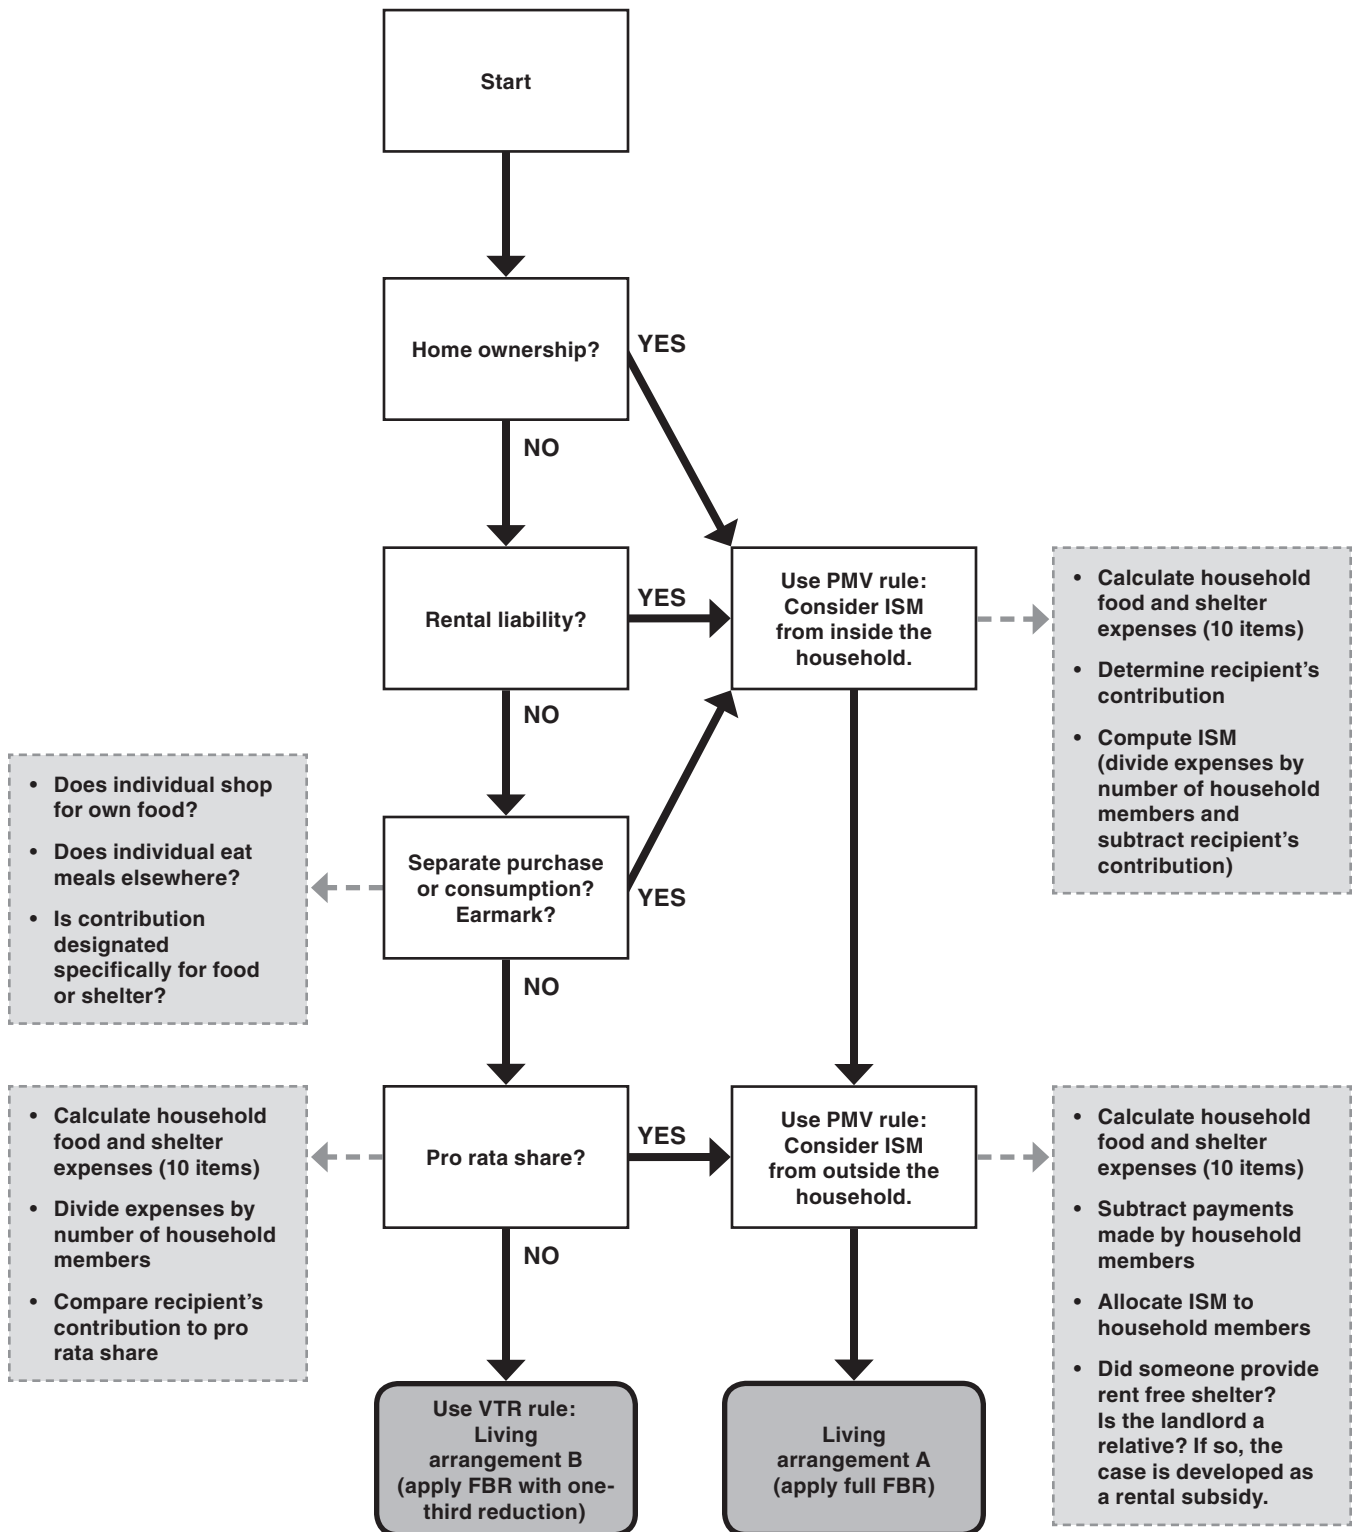 Start
Home ownership?
YES
NO
Rental liability?
YES
NO
Use PMV rule:
Consider ISM
from inside the
household.
• Calculate household
food and shelter
expenses (10 items)
• Determine recipient’s
contribution
• Compute ISM
(divide expenses by
number of household
members and
subtract recipient’s
contribution)
• Does individual shop
for own food?
• Does individual eat
meals elsewhere?
• Is contribution
designated
specifically for food
or shelter?
Separate purchase
or consumption?
Earmark?
YES
NO
• Calculate household
food and shelter
expenses (10 items)
• Divide expenses by
number of household
members
• Compare recipient’s
contribution to pro
rata share
Pro rata share?
YES
NO
Use PMV rule:
Consider ISM
from outside the
household.
• Calculate household
food and shelter
expenses (10 items)
• Subtract payments
made by household
members
• Allocate ISM to
household members
• Did someone provide
rent free shelter?
Is the landlord a
relative? If so, the
case is developed as
a rental subsidy.
Use VTR rule:
Living
arrangement B
(apply FBR with one-
third reduction)
Living
arrangement A
(apply full FBR)